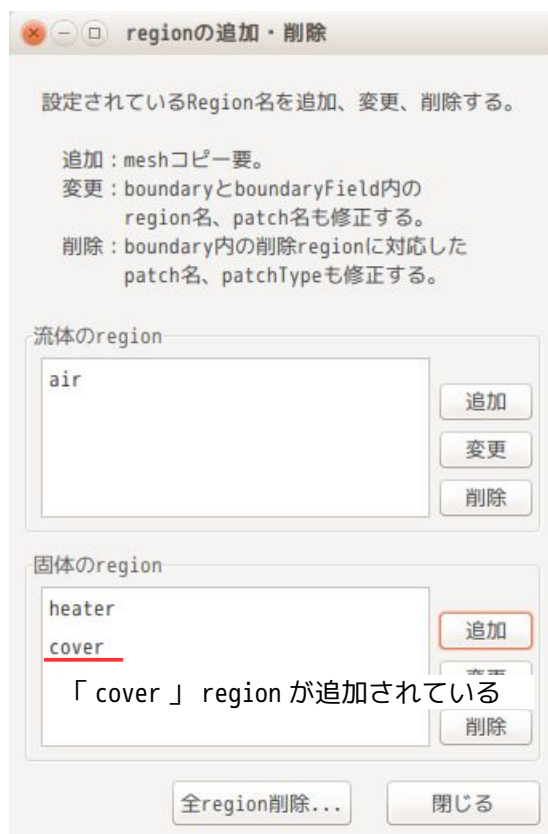 regionの追加・削除
設定されているRegion名を追加、変更、削除する。
追加：meshコピー要。
変更：boundaryとboundaryField内の
region名、patch名も修正する。
削除：boundary内の削除regionに対応した
patch名、patchTypeも修正する。
流体のregion
air
追加
変更
削除
固体のregion
heater
cover
追加
変更
「cover」regionが追加されている
削除
全region削除...
閉じる